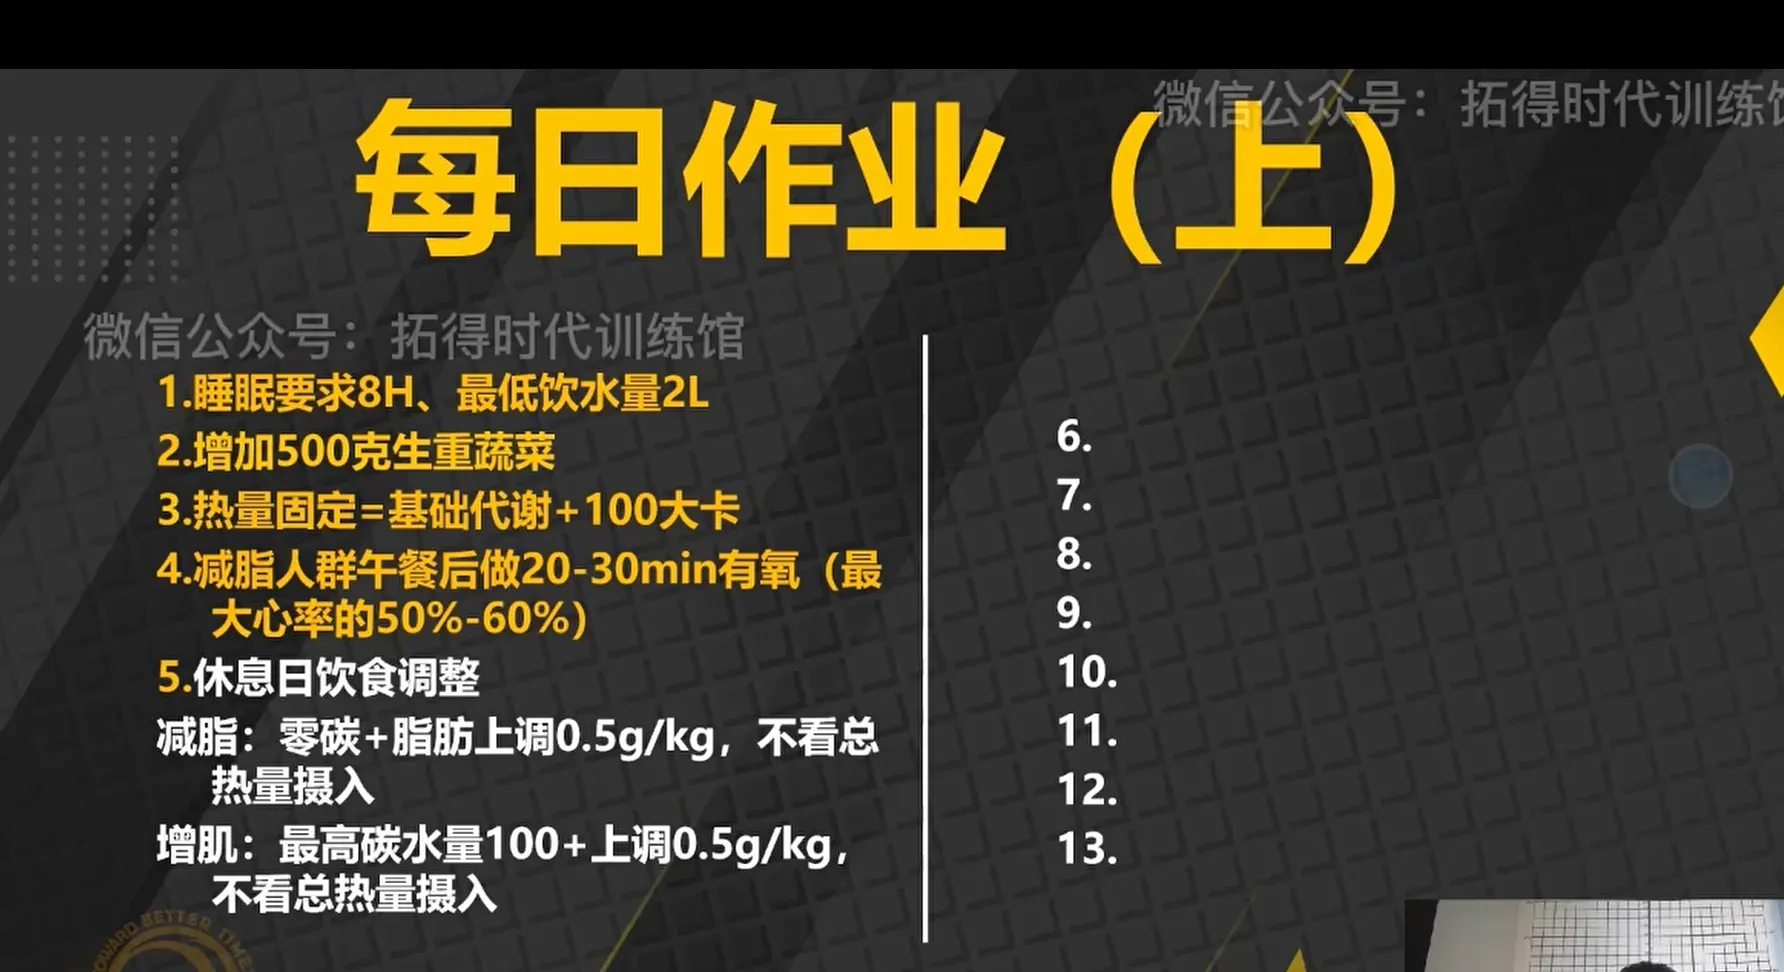 微信公众号：拓得时代训练
每日作业（上）
微信公众号：拓得时代训练馆
1.睡眠要求8H、最低饮水量2L
2.增加500克生重蔬菜
3.热量固定=基础代谢+100大卡
4.减脂人群午餐后做20-30min有氧（最
大心率的50%-60%）
5.休息日饮食调整
减脂：零碳+脂肪上调0.5g/kg，不看总
热量摄入
增肌：最高碳水量100+上调0.5g/kg，
不看总热量摄入
6.
7.
8.
9.
10.
11.
12.
13.
BETTER TIME